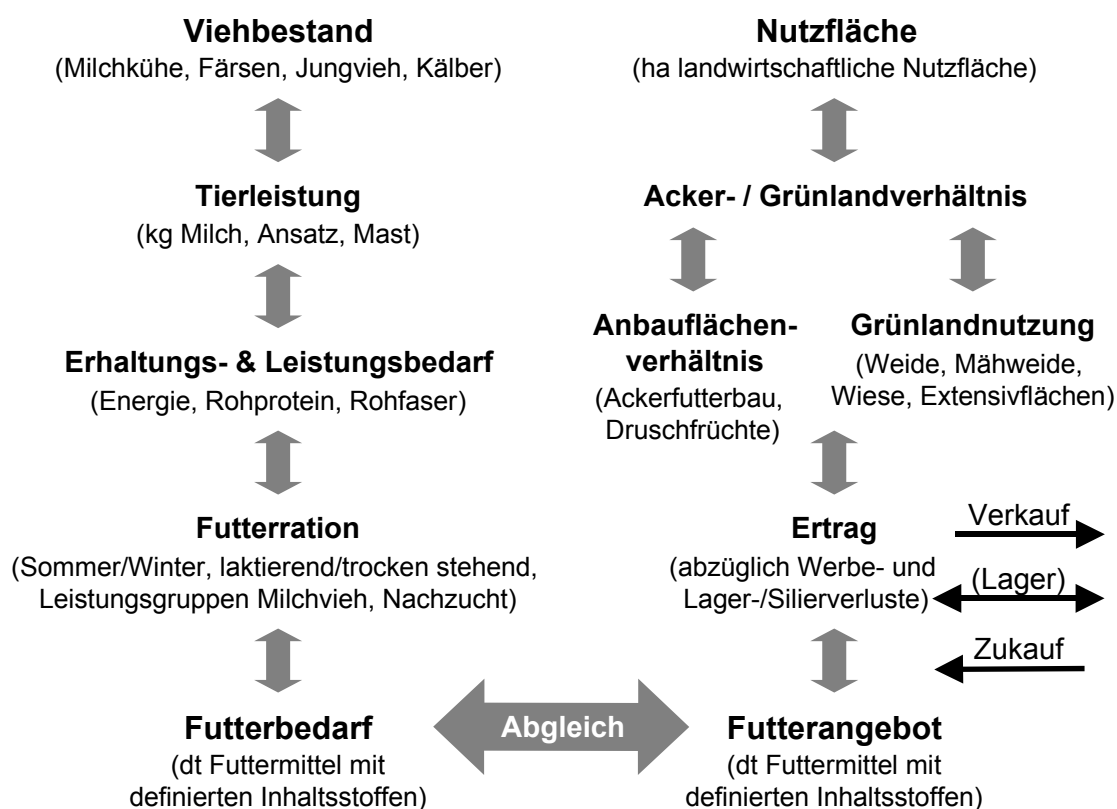 Viehbestand
(Milchkühe, Färsen, Jungvieh, Kälber)
Tierleistung
(kg Milch, Ansatz, Mast)
Erhaltungs- & Leistungsbedarf
(Energie, Rohprotein, Rohfaser)
Futterration
(Sommer/Winter, laktierend/trocken stehend,
Leistungsgruppen Milchvieh, Nachzucht)
Futterbedarf
(dt Futtermittel mit
definierten Inhaltsstoffen)
Abgleich
Nutzfläche
(ha landwirtschaftliche Nutzfläche)
Acker- / Grünlandverhältnis
Anbauflächen-
verhältnis
(Ackerfutterbau,
Druschfrüchte)
Grünlandnutzung
(Weide, Mähweide,
Wiese, Extensivflächen)
Ertrag
(abzüglich Werbe- und
Lager-/Silierverluste)
Verkauf
(Lager)
Zukauf
Futterangebot
(dt Futtermittel mit
definierten Inhaltsstoffen)